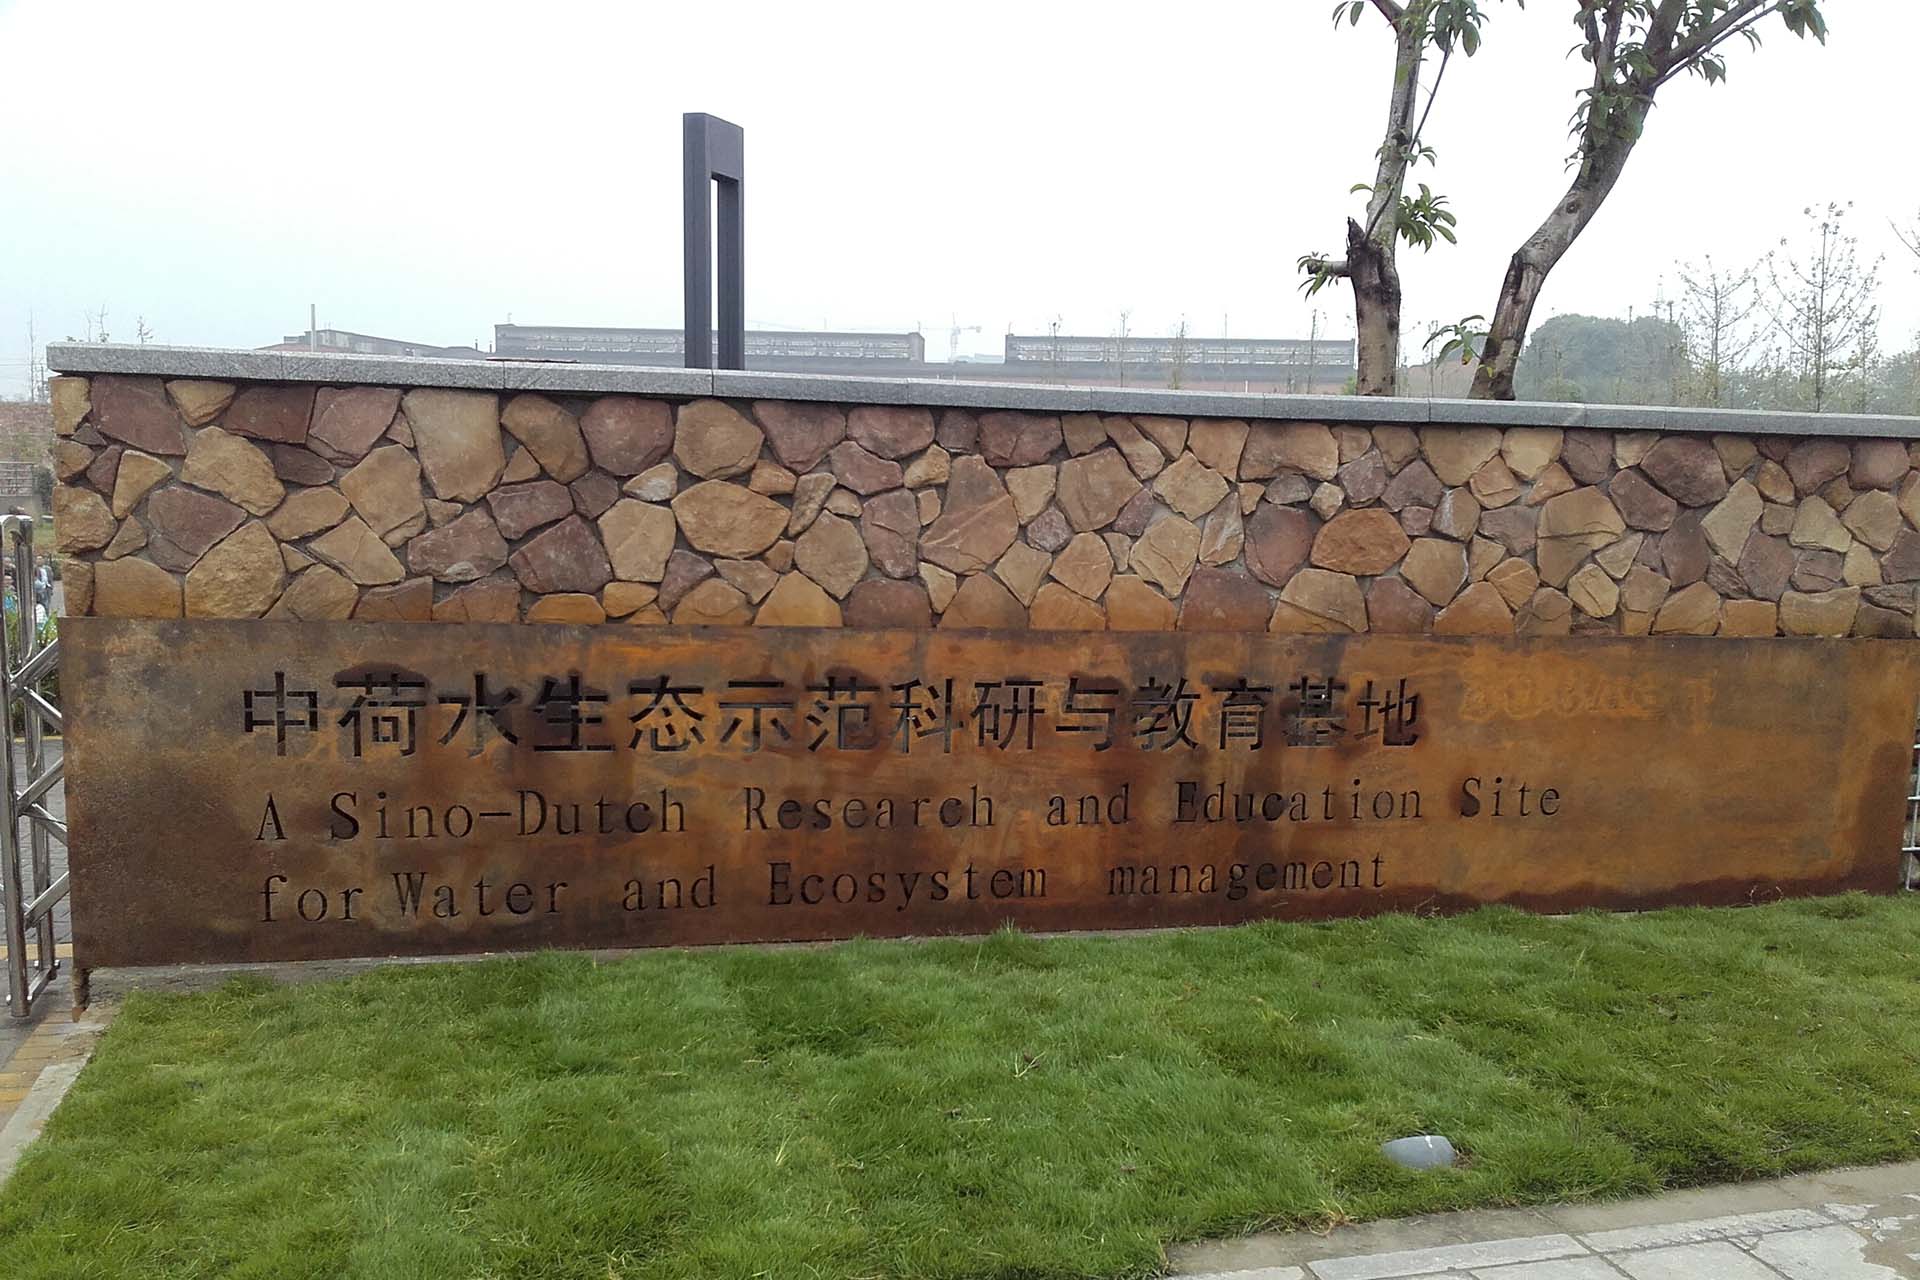 中荷水生态示范科研与教育基地
A Sino-Dutch Research and Education Site
for Water and Ecosystem management